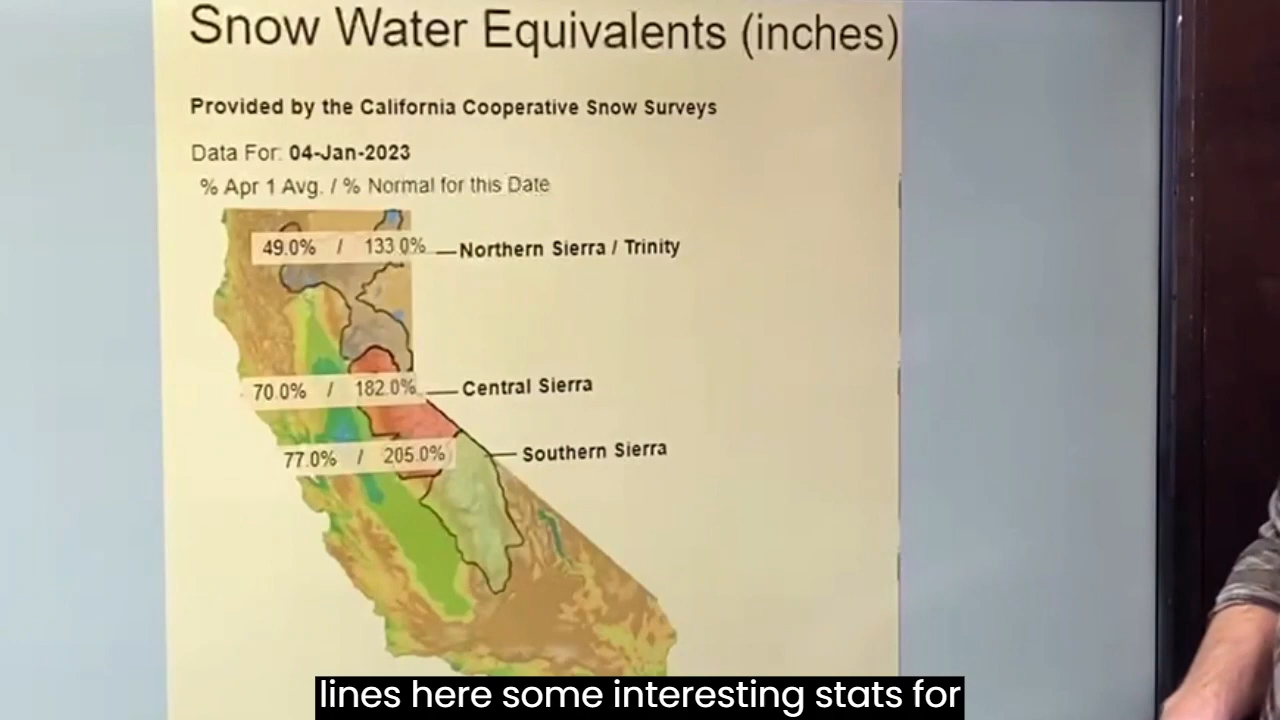 Snow Water Equivalents (inches)
Provided by the California Cooperative Snow Surveys
Data For: 04-Jan-2023
% Apr 1 Avg. / % Normal for this Date
49.0% / 133.0% Northern Sierra / Trinity
70.0% / 182.0% Central Sierra
77.0% / 205.0% Southern Sierra
lines here some interesting stats for